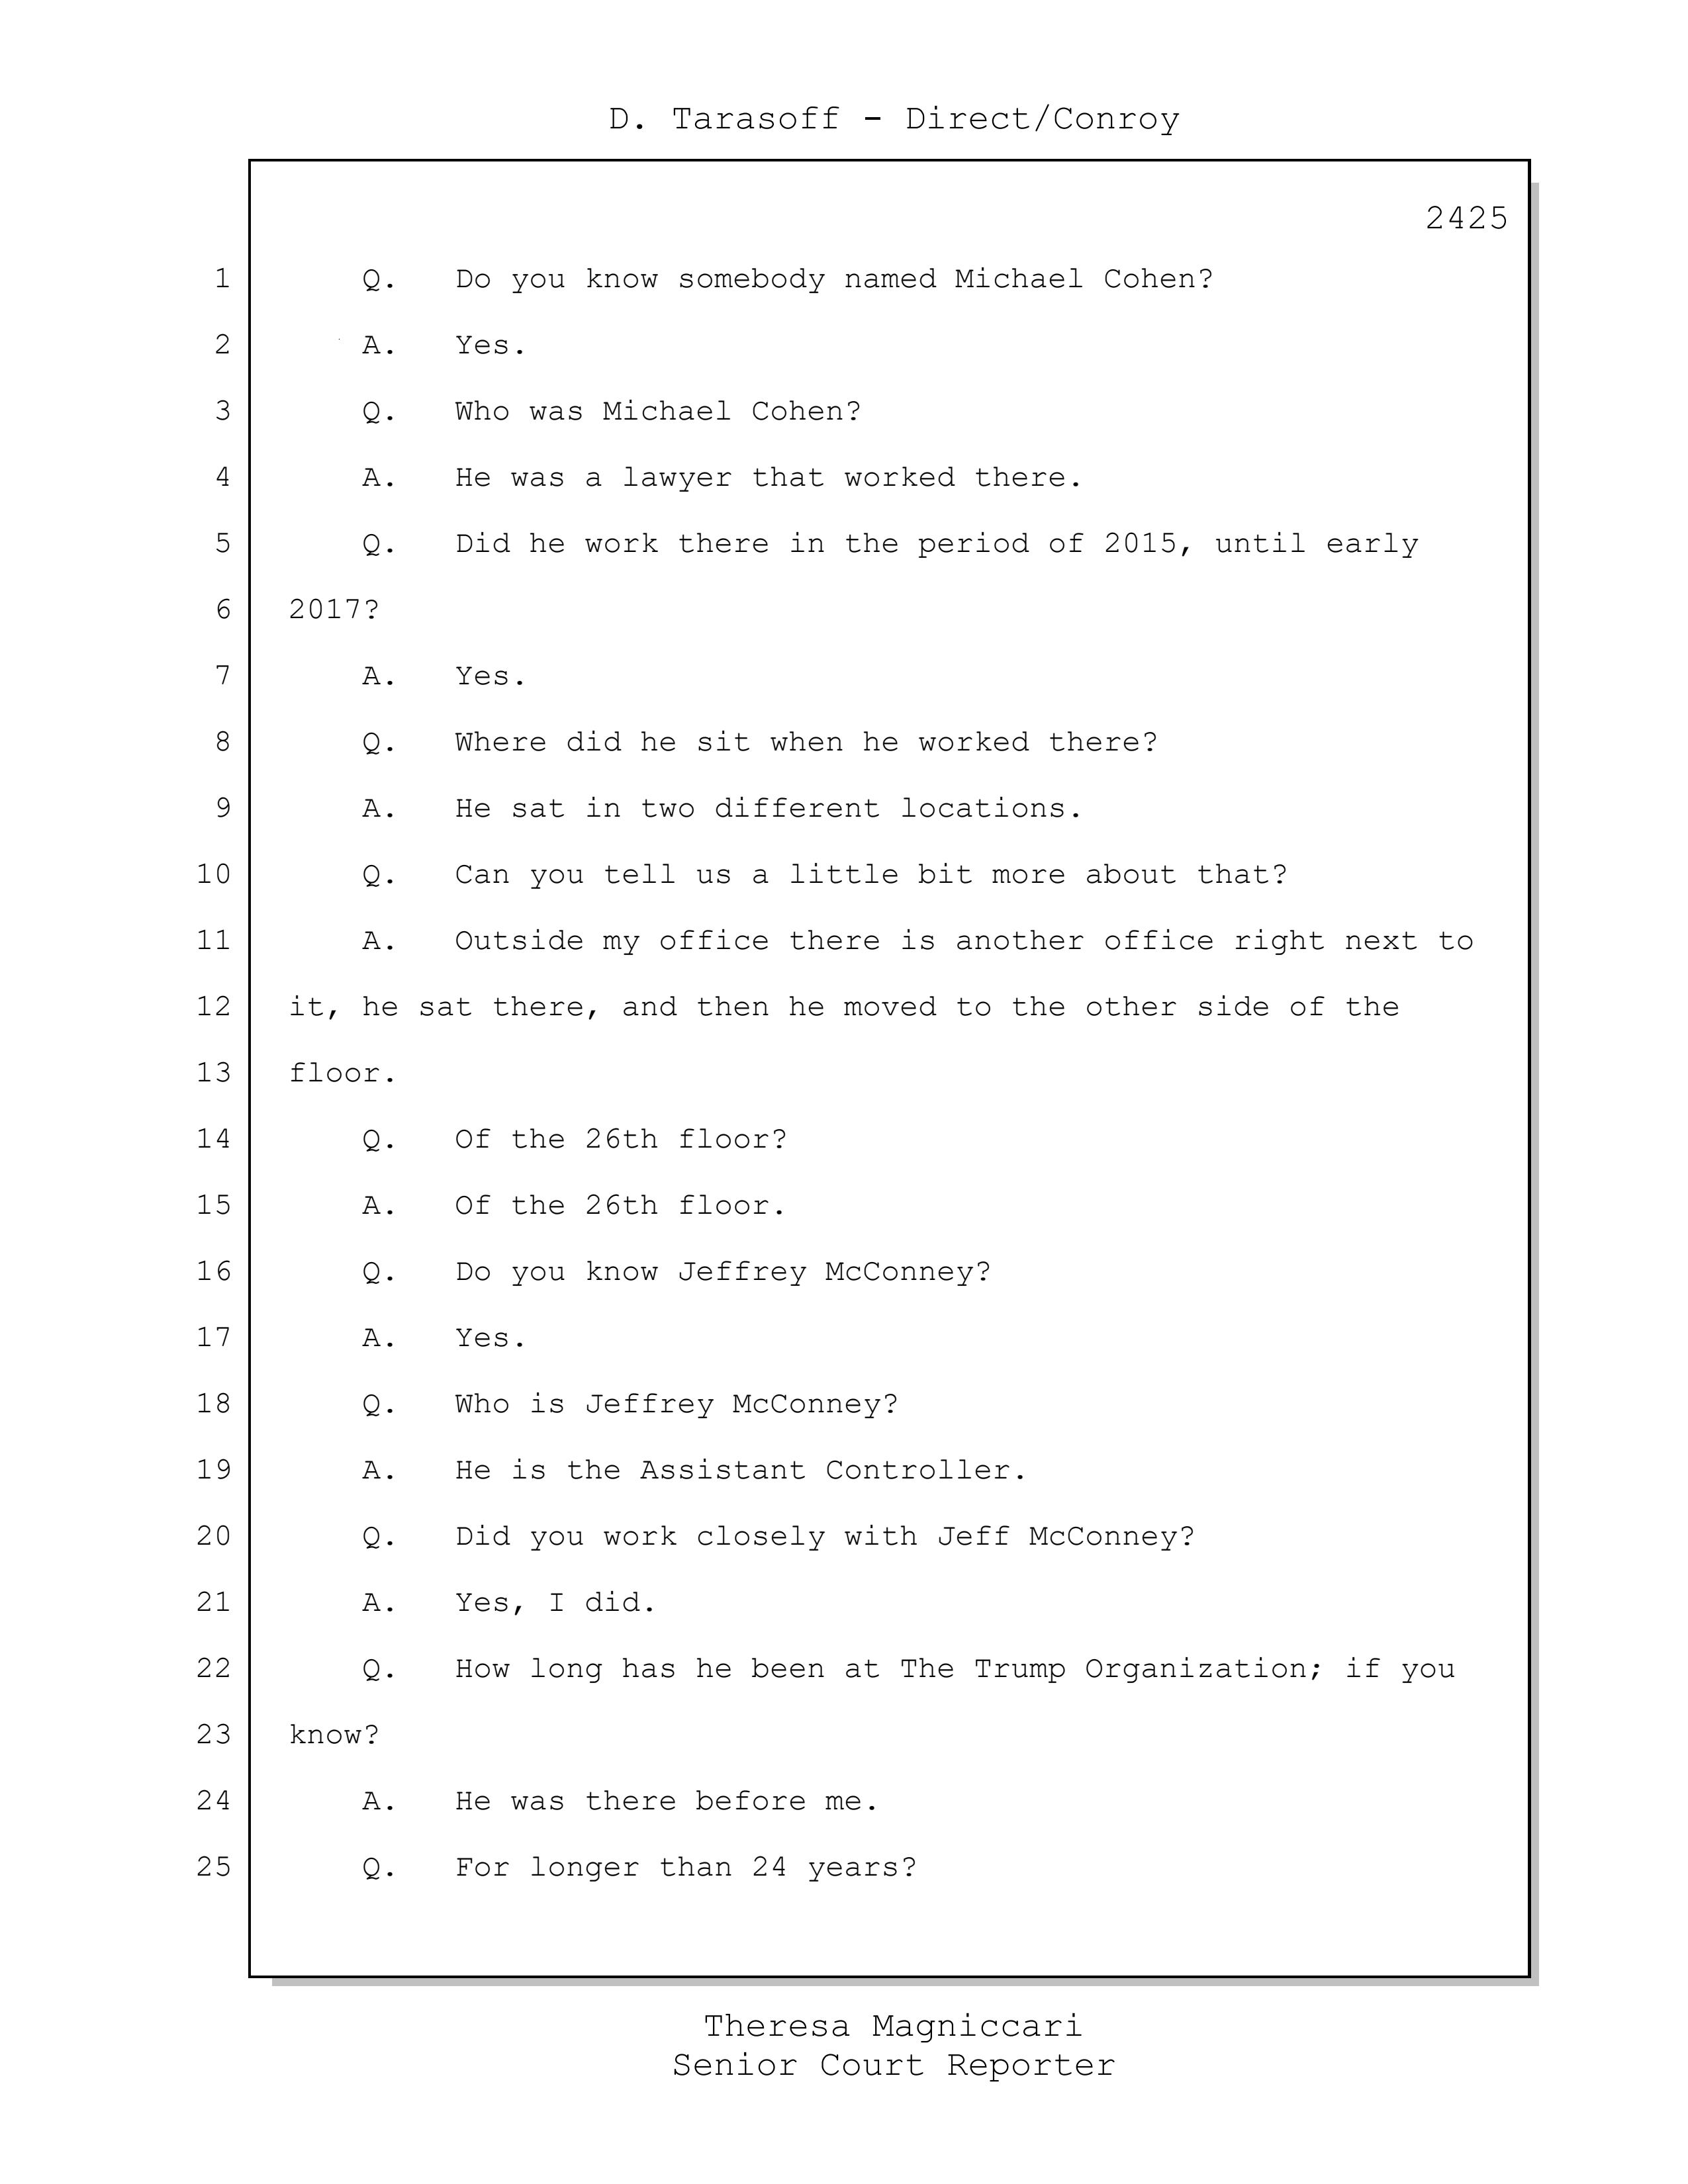 D. Tarasoff - Direct/Conroy
2425
1 Q. Do you know somebody named Michael Cohen?
2 A. Yes.
3 Q. Who was Michael Cohen?
4 A. He was a lawyer that worked there.
5 Q. Did he work there in the period of 2015, until early
6 2017?
7 A. Yes.
8 Q. Where did he sit when he worked there?
9 A. He sat in two different locations.
10 Q. Can you tell us a little bit more about that?
11 A. Outside my office there is another office right next to
12 it, he sat there, and then he moved to the other side of the
13 floor.
14 Q. Of the 26th floor?
15 A. Of the 26th floor.
16 Q. Do you know Jeffrey McConney?
17 A. Yes.
18 Q. Who is Jeffrey McConney?
19 A. He is the Assistant Controller.
20 Q. Did you work closely with Jeff McConney?
21 A. Yes, I did.
22 Q. How long has he been at The Trump Organization; if you
23 know?
24 A. He was there before me.
25 Q. For longer than 24 years?
Theresa Magniccari
Senior Court Reporter